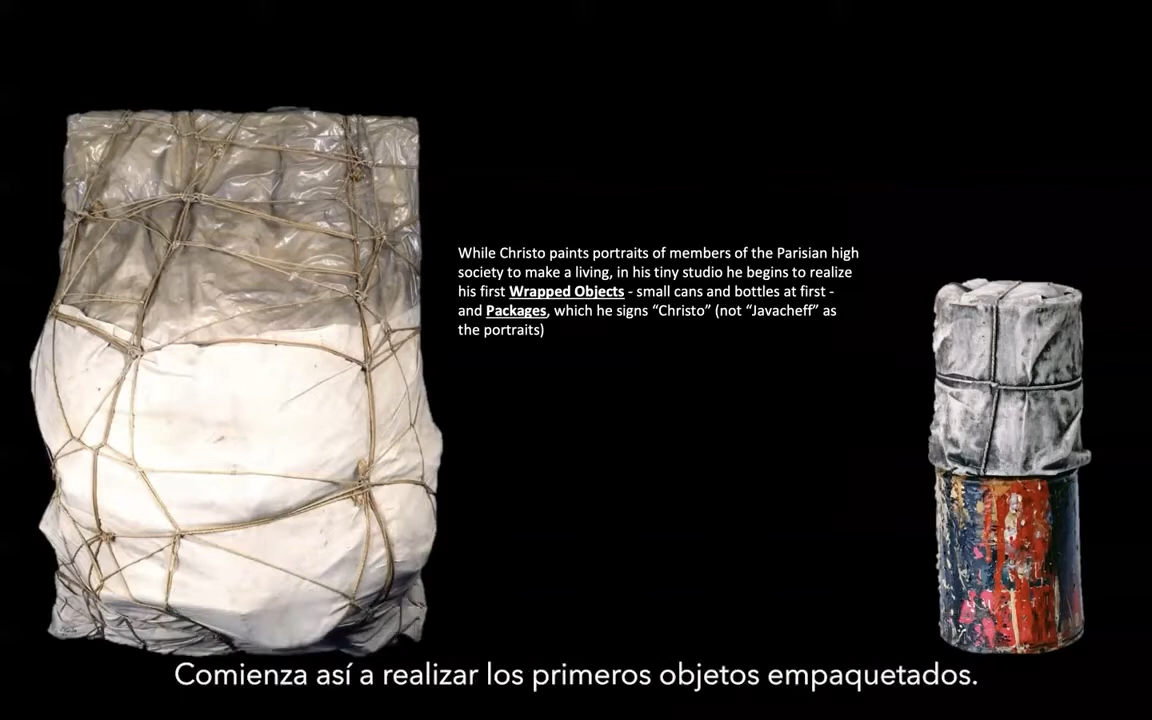 While Christo paints portraits of members of the Parisian high
society to make a living, in his tiny studio he begins to realize
his first Wrapped Objects - small cans and bottles at first -
and Packages, which he signs “Christo” (not “Javacheff” as
the portraits)
Comienza así a realizar los primeros objetos empaquetados.